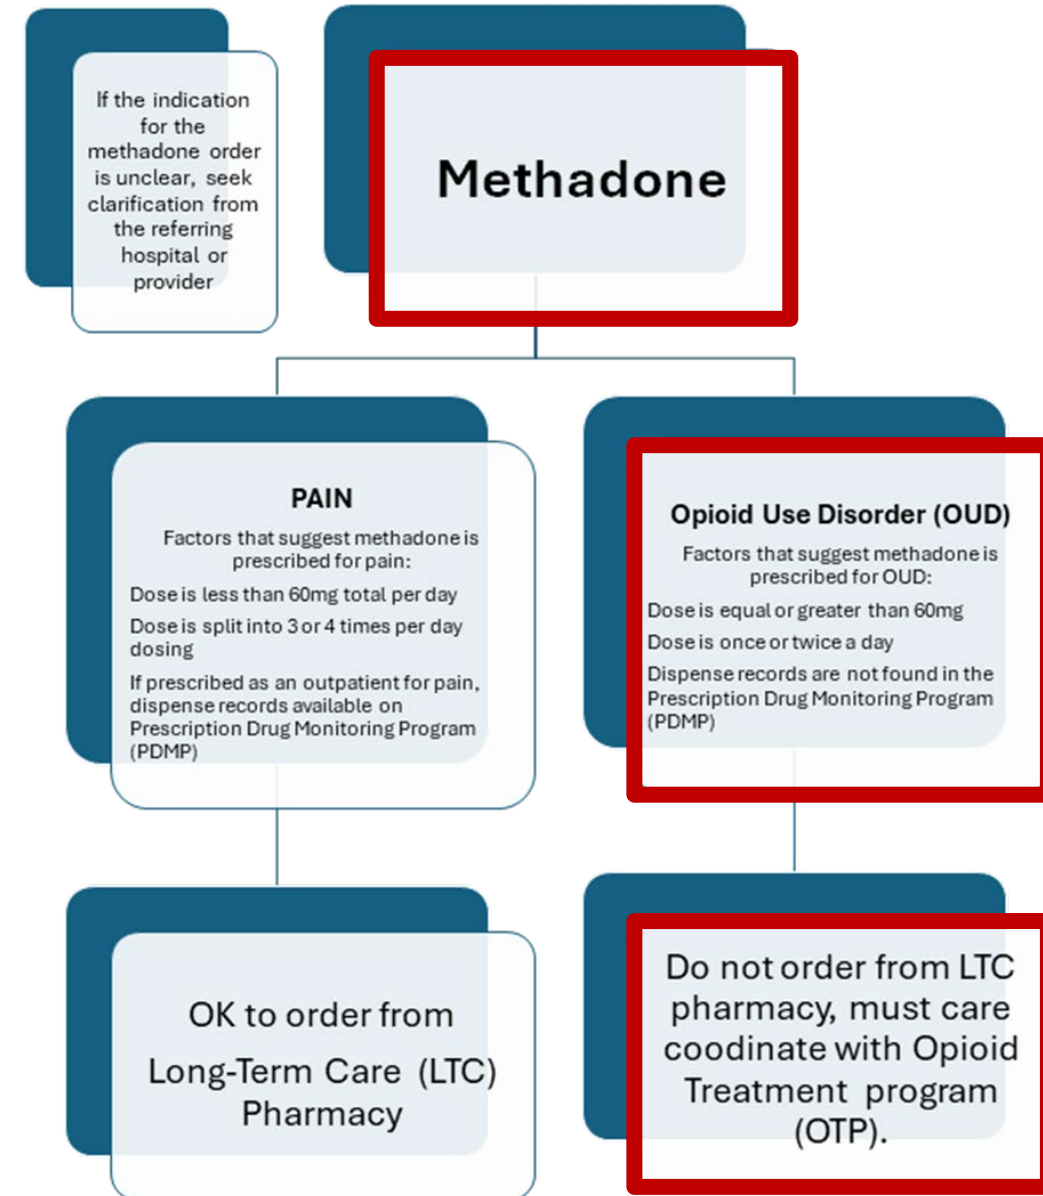 If the indication
for the
methadone order
is unclear, seek
clarification from
the referring
hospital or
provider
Methadone
PAIN
Factors that suggest methadone is
prescribed for pain:
Dose is less than 60mg total per day
Dose is split into 3 or 4 times per day
dosing
If prescribed as an outpatient for pain,
dispense records available on
Prescription Drug Monitoring Program
(PDMP)
Opioid Use Disorder (OUD)
Factors that suggest methadone is
prescribed for OUD:
Dose is equal or greater than 60mg
Dose is once or twice a day
Dispense records are not found in the
Prescription Drug Monitoring Program
(PDMP)
OK to order from
Long-Term Care (LTC)
Pharmacy
Do not order from LTC
pharmacy, must care
coodinate with Opioid
Treatment program
(OTP).